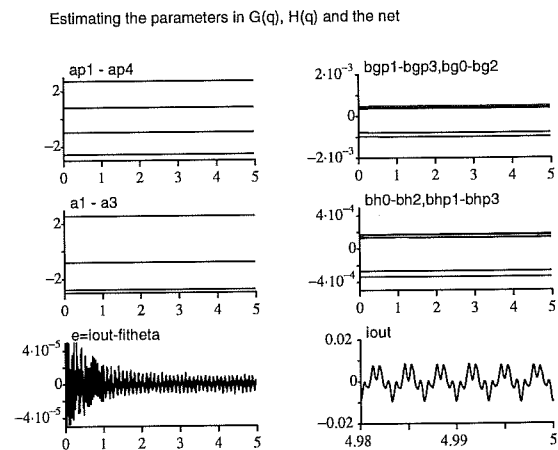 Estimating the parameters in G(q), H(q) and the net
ap1 - ap4
2
−2
0 1 2 3 4 5
bgp1-bgp3,bg0-bg2
2·10⁻³
0
−2·10⁻³
0 1 2 3 4 5
a1 - a3
2
−2
0 1 2 3 4 5
bh0-bh2,bhp1-bhp3
4·10⁻⁴
0
−4·10⁻⁴
0 1 2 3 4 5
e=iout-fitheta
4·10⁻⁵
0
−4·10⁻⁵
0 1 2 3 4 5
iout
0.02
0
−0.02
4.98 4.99 5